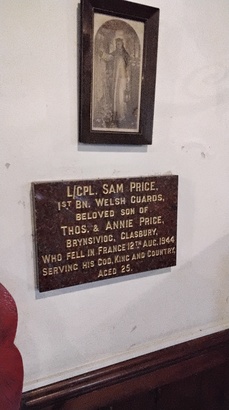 L/CPL. SAM PRICE.
1ST BN. WELSH GUARDS,
BELOVED SON OF
THOS. & ANNIE PRICE,
BRYNSIVIOG, GLASBURY,
WHO FELL IN FRANCE 12TH AUG. 1944
SERVING HIS GOD, KING AND COUNTRY.
AGED 25.